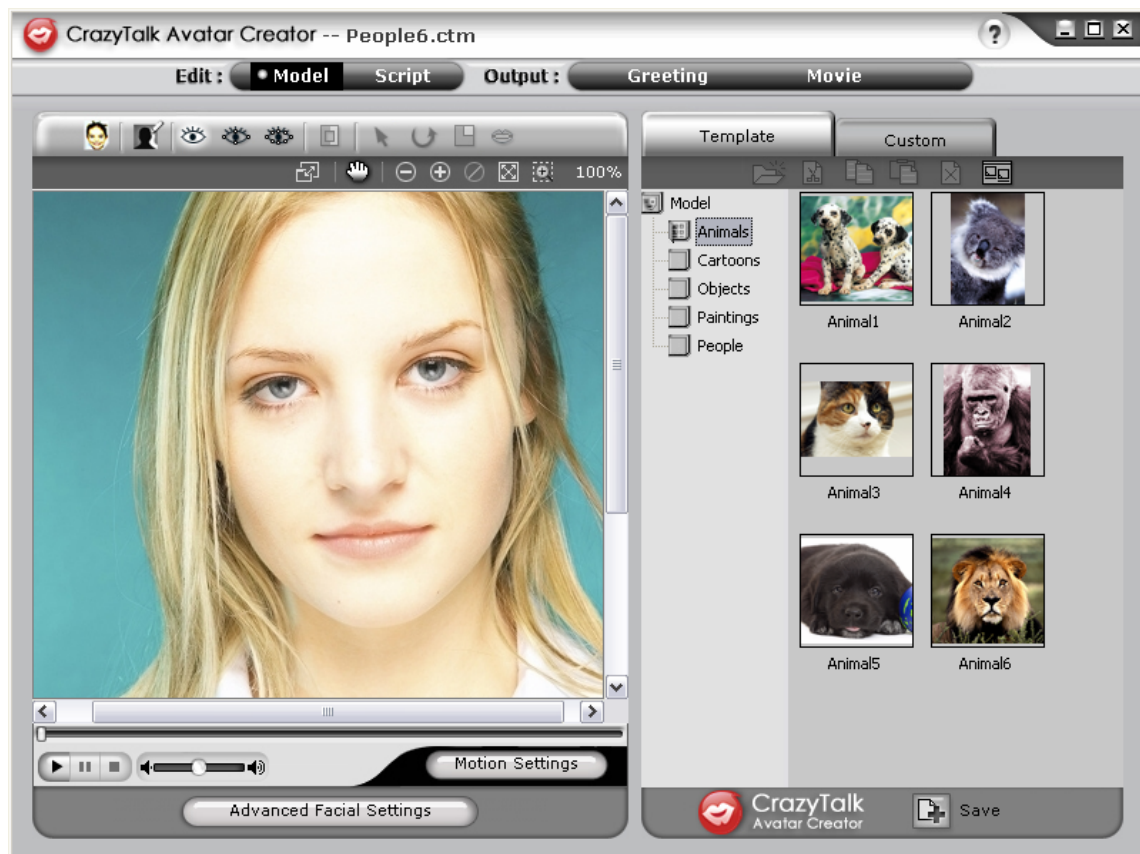 CrazyTalk Avatar Creator -- People6.ctm
?
Edit : Model Script Output : Greeting Movie
Template Custom
100%
Model
Animals
Cartoons
Objects
Paintings
People
Animal1 Animal2
Animal3 Animal4
Animal5 Animal6
Motion Settings
Advanced Facial Settings
CrazyTalk
Avatar Creator
Save